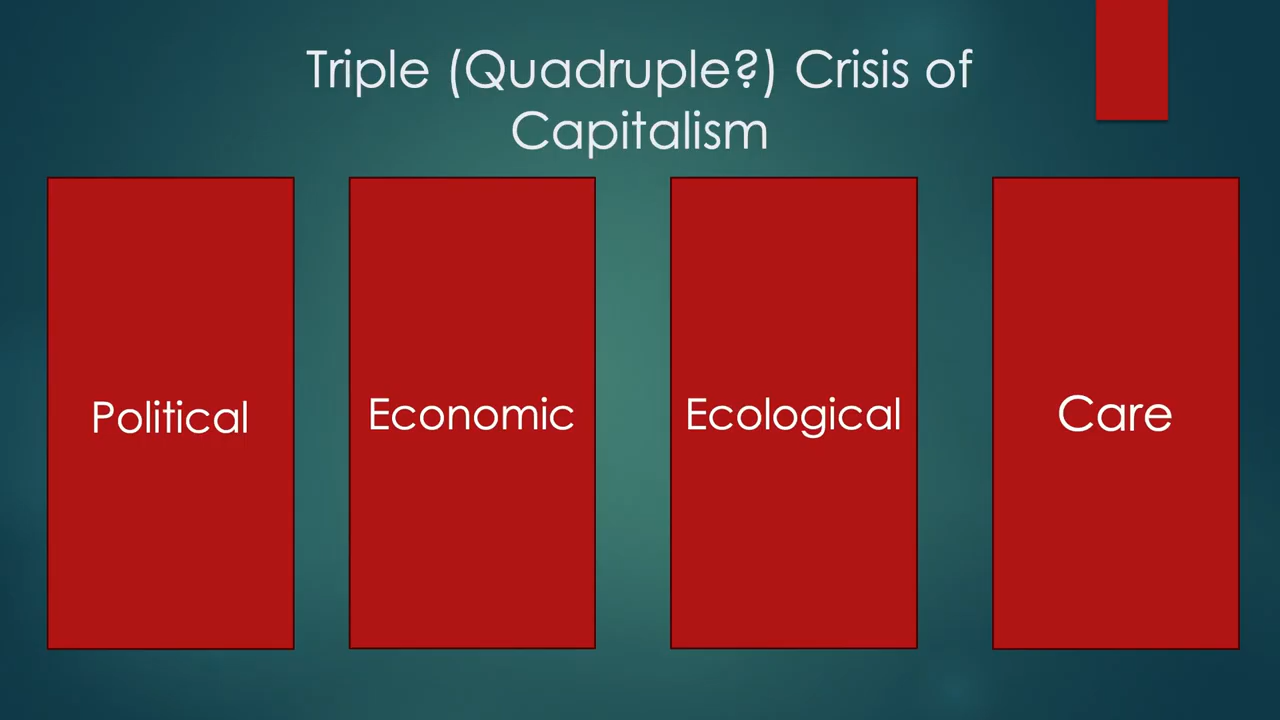 Triple (Quadruple?) Crisis of
Capitalism
Political
Economic
Ecological
Care